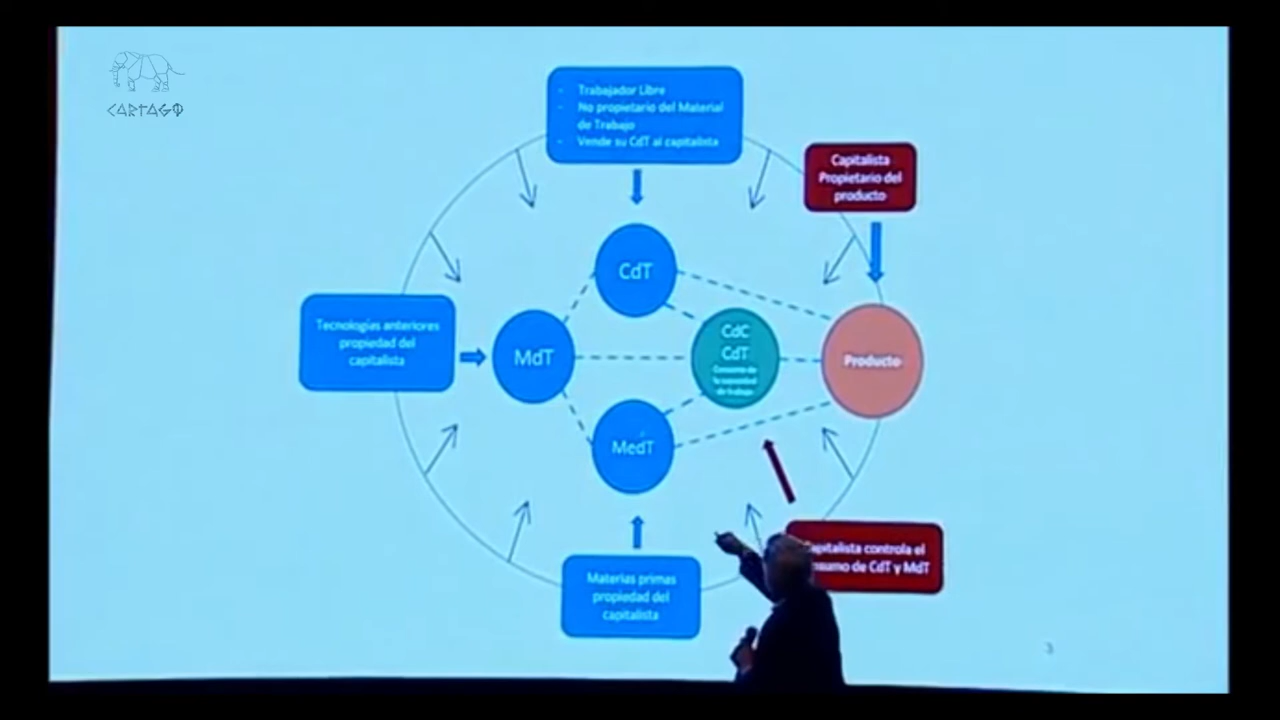 CARTAGO
- Trabajador Libre
- No propietario del Material
de Trabajo
- Vende su CdT al capitalista
Capitalista
Propietario del
producto
CdT
Tecnologías anteriores
propiedad del
capitalista
MdT
CdC
CdT
Consumo de
la capacidad
de trabajo
Producto
MedT
Capitalista controla el
consumo de CdT y MdT
Materias primas
propiedad del
capitalista
3